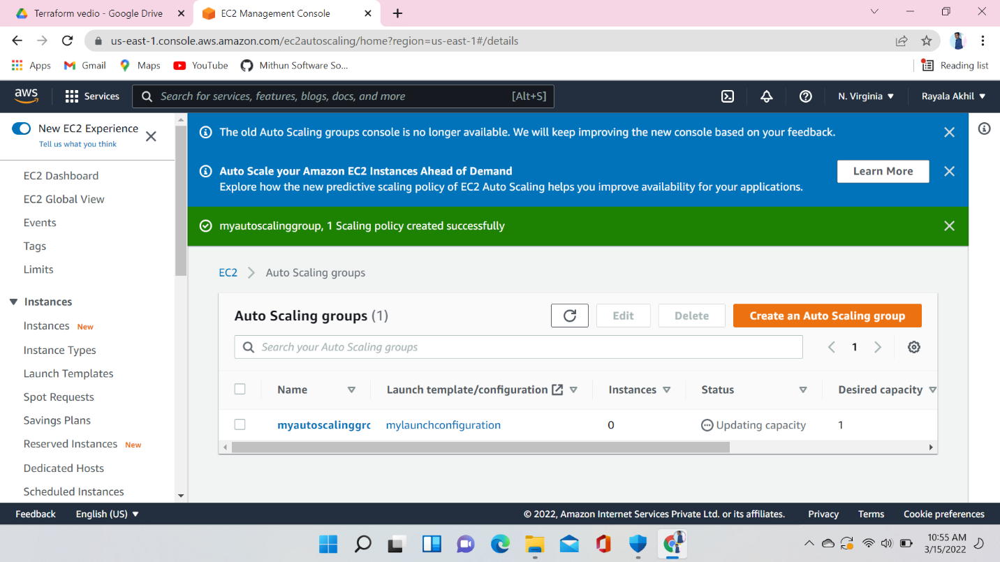 Terraform vedio - Google Drive
EC2 Management Console
us-east-1.console.aws.amazon.com/ec2autoscaling/home?region=us-east-1#/details
Apps
Gmail
Maps
YouTube
Mithun Software So...
Reading list
aws
Services
Search for services, features, blogs, docs, and more
[Alt+S]
N. Virginia
Rayala Akhil
New EC2 Experience
Tell us what you think
EC2 Dashboard
EC2 Global View
Events
Tags
Limits
Instances
Instances New
Instance Types
Launch Templates
Spot Requests
Savings Plans
Reserved Instances New
Dedicated Hosts
Scheduled Instances
The old Auto Scaling groups console is no longer available. We will keep improving the new console based on your feedback.
Auto Scale your Amazon EC2 Instances Ahead of Demand
Explore how the new predictive scaling policy of EC2 Auto Scaling helps you improve availability for your applications.
Learn More
myautoscalinggroup, 1 Scaling policy created successfully
EC2
Auto Scaling groups
Auto Scaling groups (1)
Edit
Delete
Create an Auto Scaling group
Search your Auto Scaling groups
1
Name
Launch template/configuration
Instances
Status
Desired capacity
myautoscalinggrc
mylaunchconfiguration
0
Updating capacity
1
Feedback
English (US)
© 2022, Amazon Internet Services Private Ltd. or its affiliates.
Privacy
Terms
Cookie preferences
10:55 AM
3/15/2022